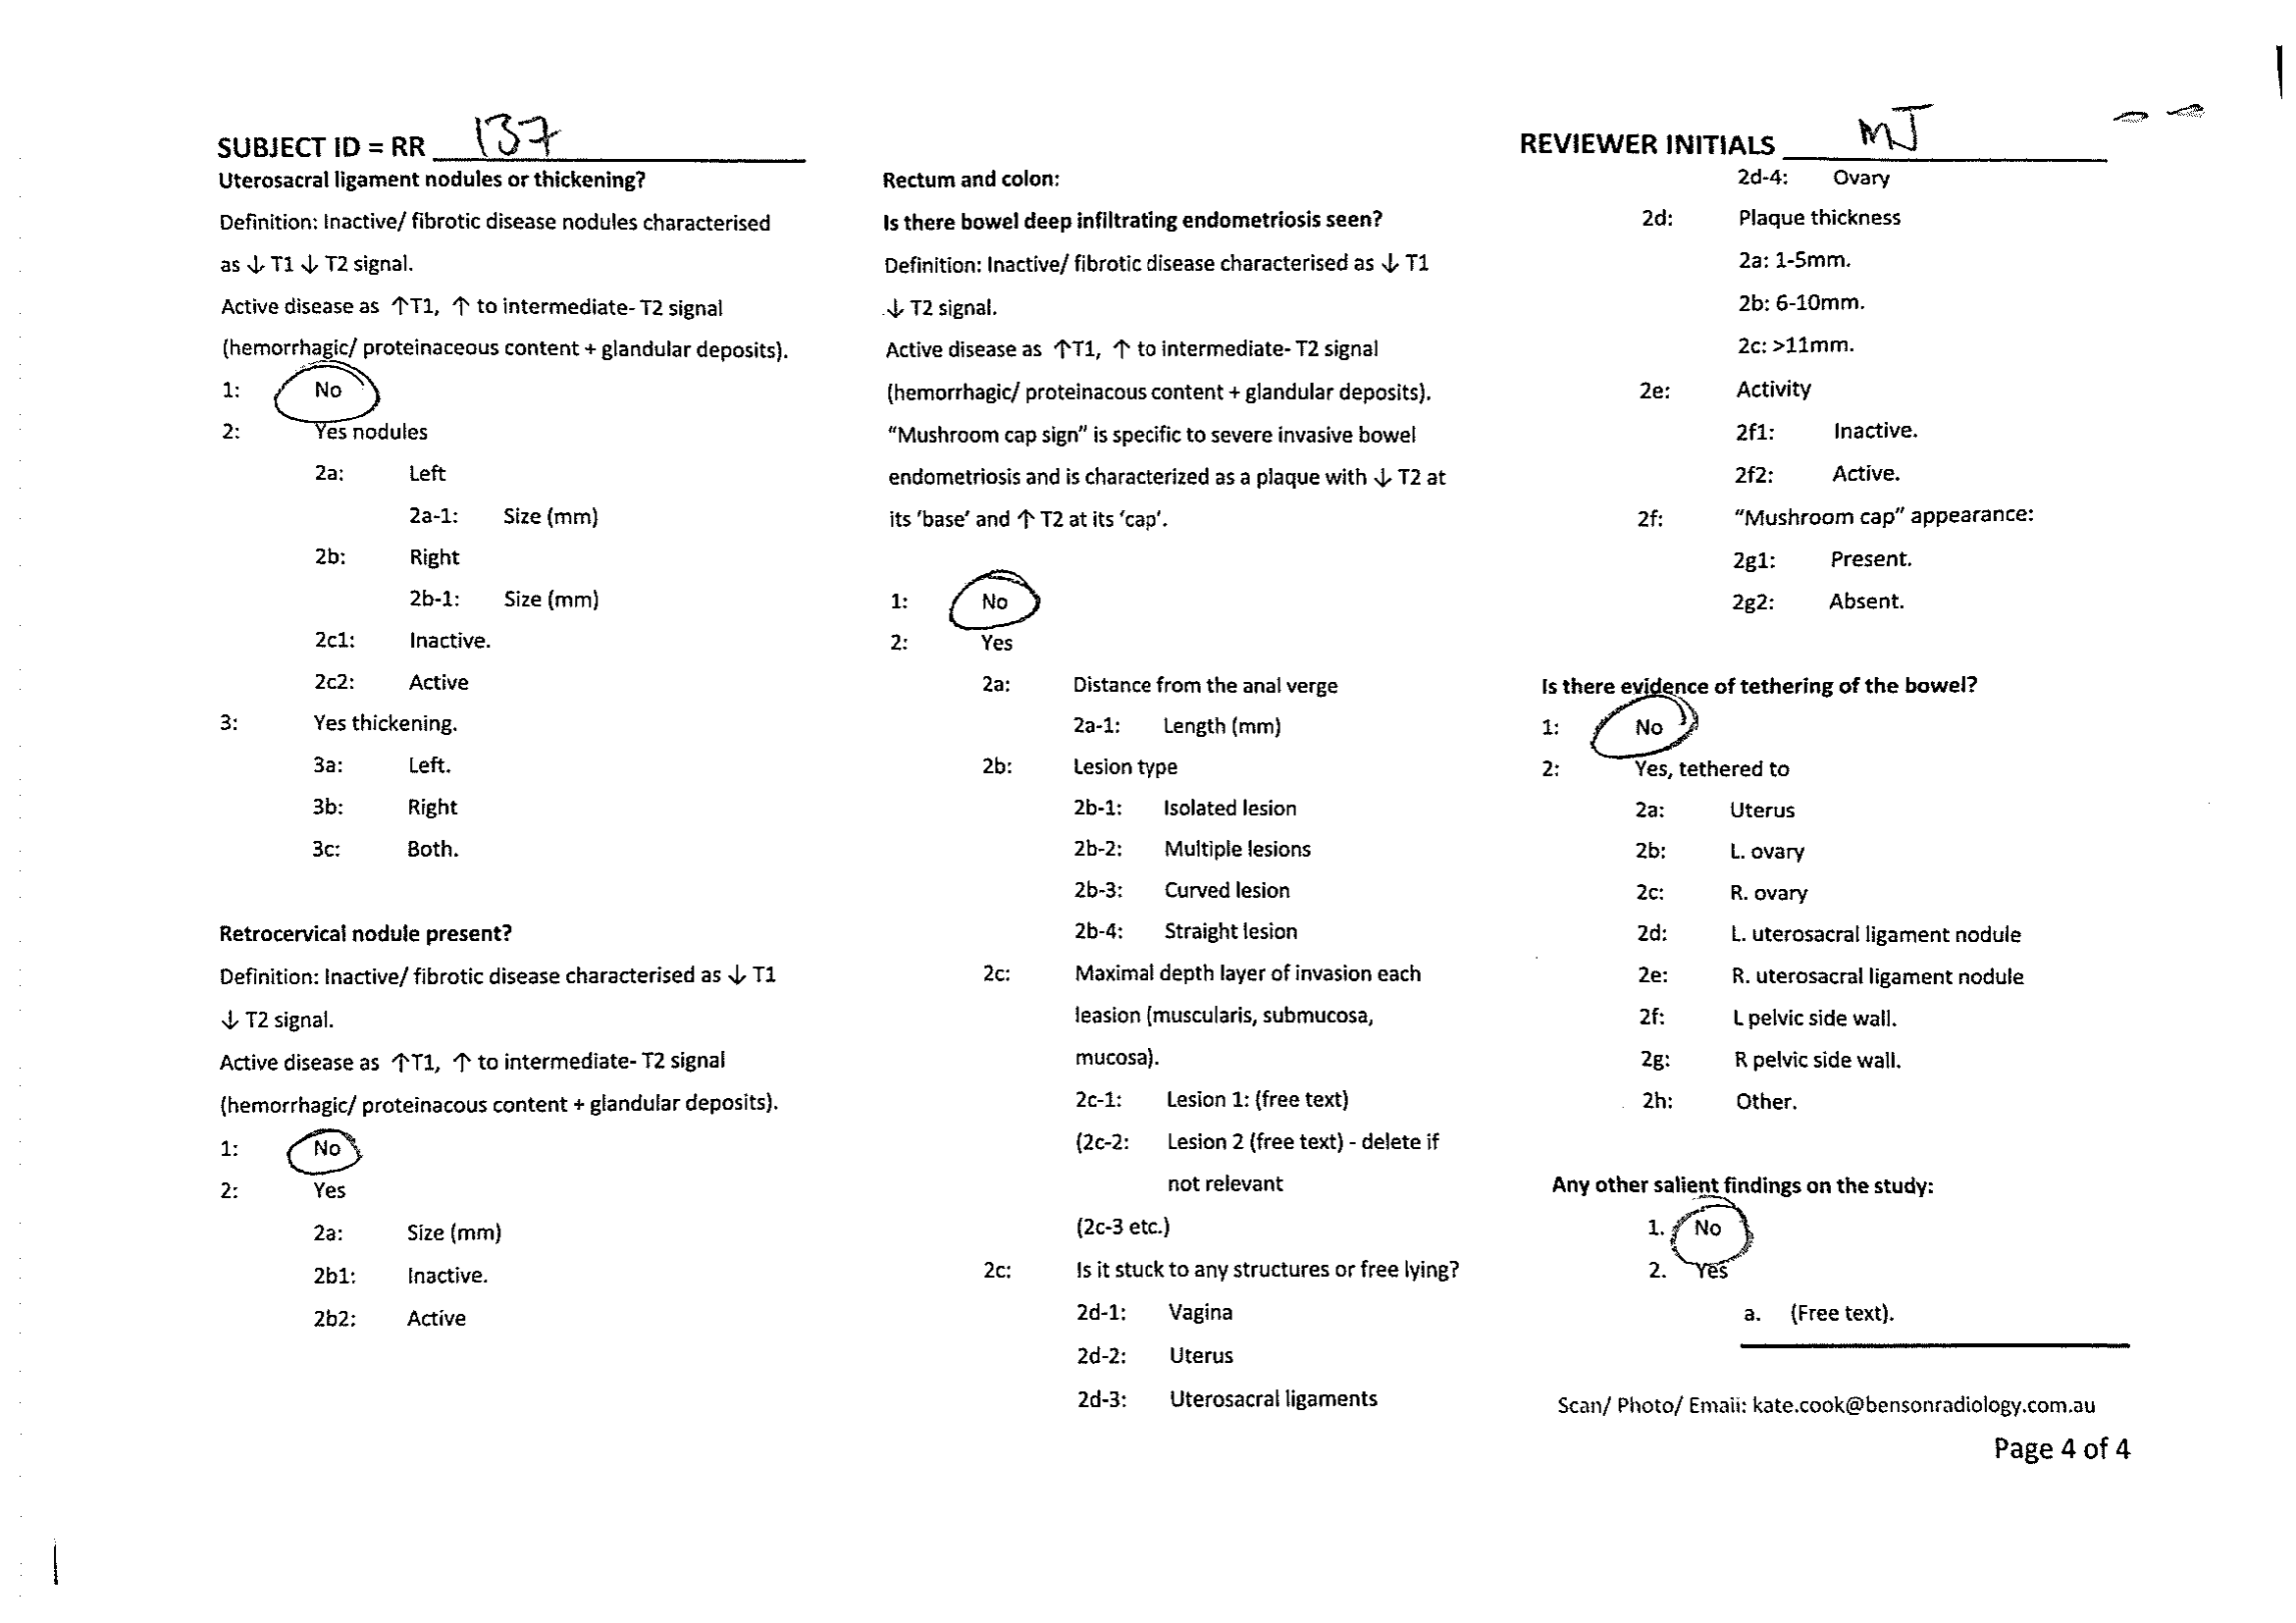 SUBJECT ID = RR 137
REVIEWER INITIALS MJ
Uterosacral ligament nodules or thickening?
Definition: Inactive/ fibrotic disease nodules characterised
as ↓ T1 ↓ T2 signal.
Active disease as ↑T1, ↑ to intermediate- T2 signal
(hemorrhagic/ proteinaceous content + glandular deposits).
1: No
2: Yes nodules
2a: Left
2a-1: Size (mm)
2b: Right
2b-1: Size (mm)
2c1: Inactive.
2c2: Active
3: Yes thickening.
3a: Left.
3b: Right
3c: Both.
Retrocervical nodule present?
Definition: Inactive/ fibrotic disease characterised as ↓ T1
↓ T2 signal.
Active disease as ↑T1, ↑ to intermediate- T2 signal
(hemorrhagic/ proteinacous content + glandular deposits).
1: No
2: Yes
2a: Size (mm)
2b1: Inactive.
2b2: Active
Rectum and colon:
Is there bowel deep infiltrating endometriosis seen?
Definition: Inactive/ fibrotic disease characterised as ↓ T1
↓ T2 signal.
Active disease as ↑T1, ↑ to intermediate- T2 signal
(hemorrhagic/ proteinacous content + glandular deposits).
“Mushroom cap sign” is specific to severe invasive bowel
endometriosis and is characterized as a plaque with ↓ T2 at
its ‘base’ and ↑ T2 at its ‘cap’.
1: No
2: Yes
2a: Distance from the anal verge
2a-1: Length (mm)
2b: Lesion type
2b-1: Isolated lesion
2b-2: Multiple lesions
2b-3: Curved lesion
2b-4: Straight lesion
2c: Maximal depth layer of invasion each
leasion (muscularis, submucosa,
mucosa).
2c-1: Lesion 1: (free text)
(2c-2: Lesion 2 (free text) - delete if
not relevant
(2c-3 etc.)
2c: Is it stuck to any structures or free lying?
2d-1: Vagina
2d-2: Uterus
2d-3: Uterosacral ligaments
2d-4: Ovary
2d: Plaque thickness
2a: 1-5mm.
2b: 6-10mm.
2c: >11mm.
2e: Activity
2f1: Inactive.
2f2: Active.
2f: “Mushroom cap” appearance:
2g1: Present.
2g2: Absent.
Is there evidence of tethering of the bowel?
1: No
2: Yes, tethered to
2a: Uterus
2b: L. ovary
2c: R. ovary
2d: L. uterosacral ligament nodule
2e: R. uterosacral ligament nodule
2f: L pelvic side wall.
2g: R pelvic side wall.
2h: Other.
Any other salient findings on the study:
1. No
2. Yes
a. (Free text).
Scan/ Photo/ Email: kate.cook@bensonradiology.com.au
Page 4 of 4